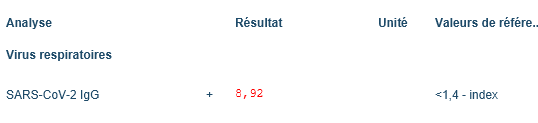 Analyse Résultat Unité Valeurs de référe..
Virus respiratoires
SARS-CoV-2 IgG + 8,92 <1,4 - index